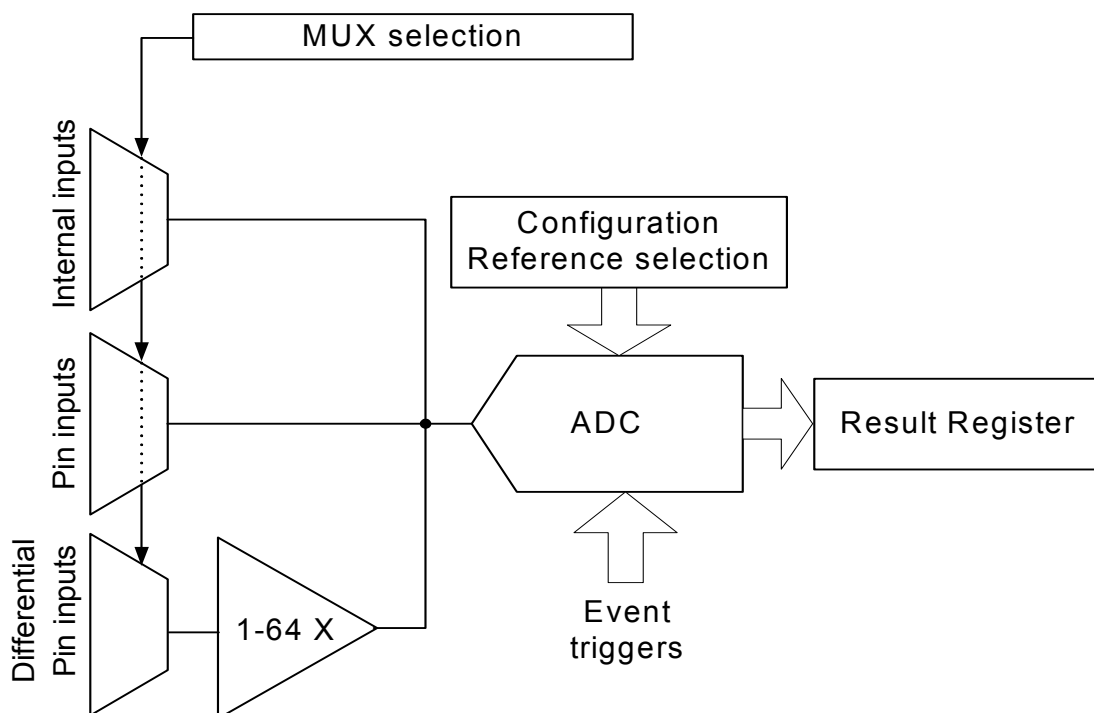 MUX selection
Internal inputs
Configuration
Reference selection
Pin inputs
ADC
Result Register
Differential
Pin inputs
1-64 X
Event
triggers